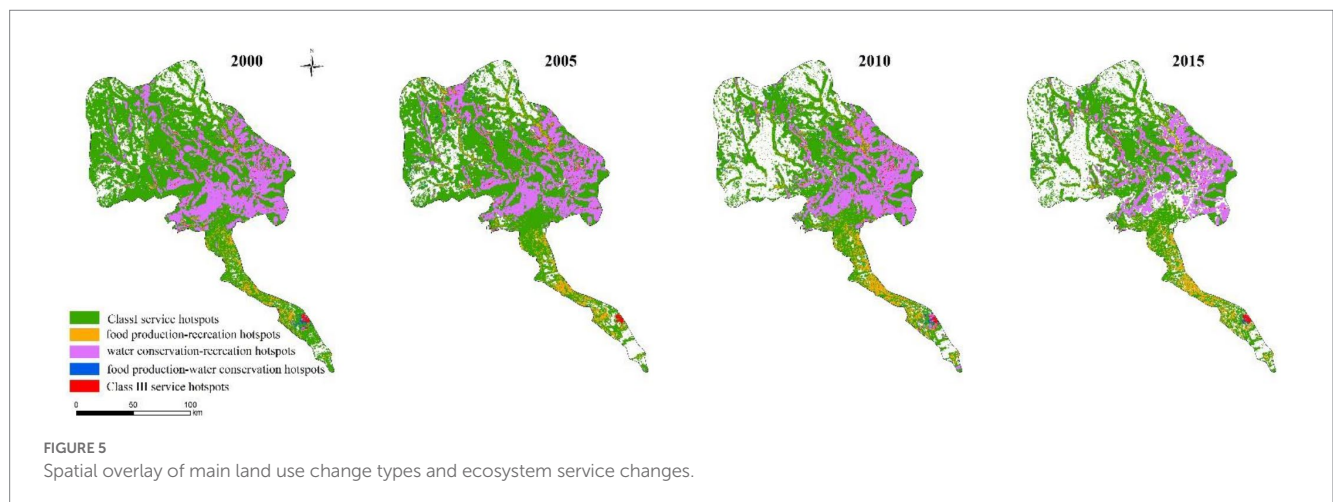 2000
N
2005
2010
2015
ClassI service hotspots
food production-recreation hotspots
water conservation-recreation hotspots
food production-water conservation hotspots
Class III service hotspots
0 50 100
km
FIGURE 5
Spatial overlay of main land use change types and ecosystem service changes.